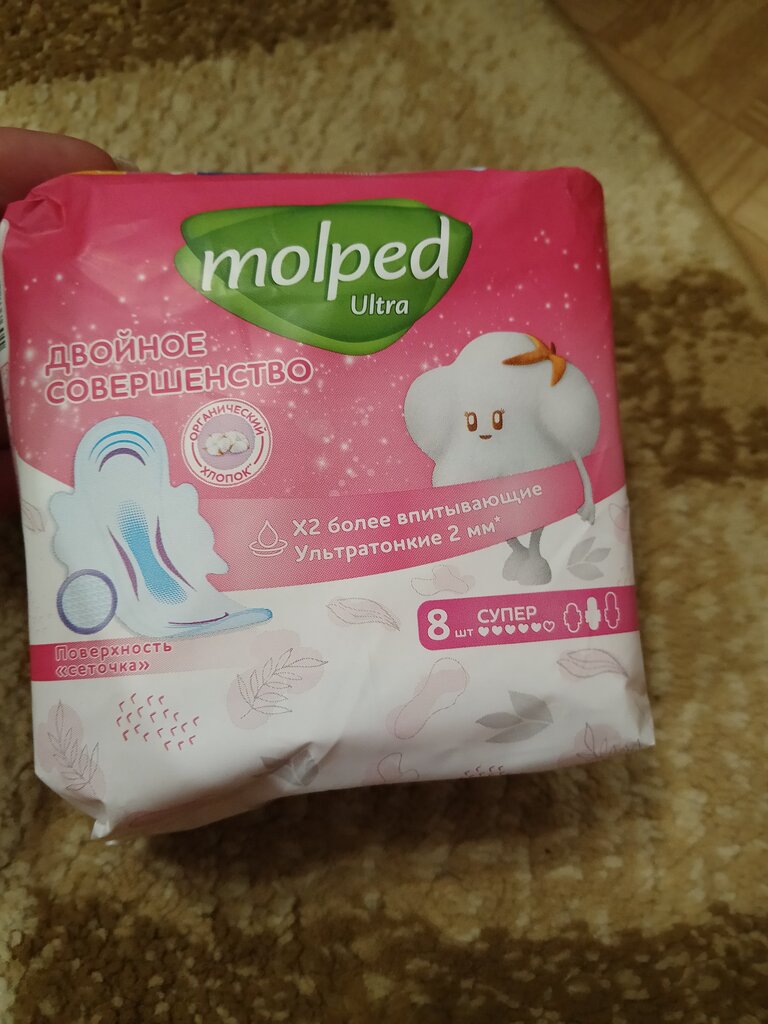 molped
Ultra
ДВОЙНОЕ
СОВЕРШЕНСТВО
ОРГАНИЧЕСКИЙ
ХЛОПОК*
X2 более впитывающие
Ультратонкие 2 мм*
8 шт СУПЕР
Поверхность
«сеточка»